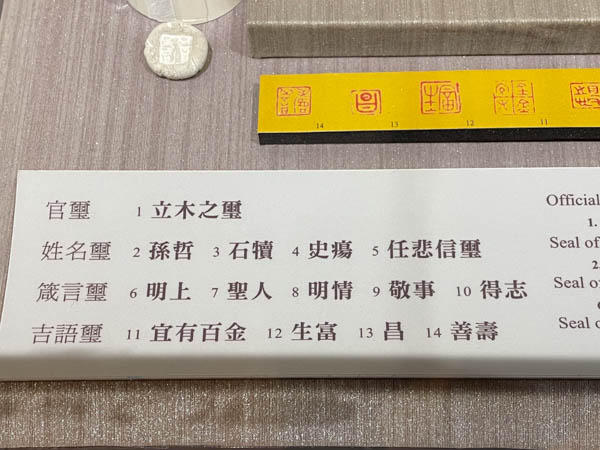 14 13 12 11
官璽 1 立木之璽
姓名璽 2 孫哲 3 石犢 4 史瘍 5 任悲信璽
箴言璽 6 明上 7 聖人 8 明情 9 敬事 10 得志
吉語璽 11 宜有百金 12 生富 13 昌 14 善壽
Official
1.
Seal of
2.
Seal of
Seal of